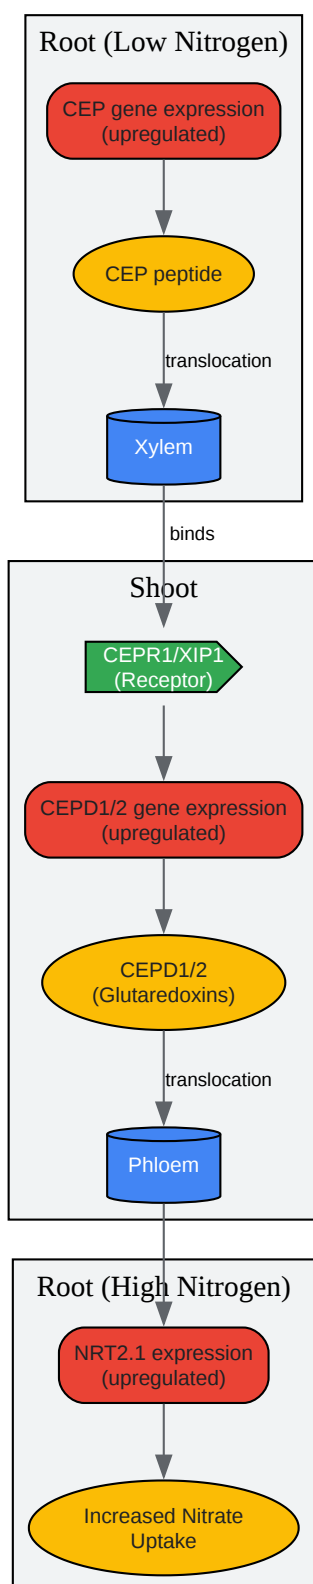 Root (Low Nitrogen)
CEP gene expression
(upregulated)
CEP peptide
translocation
Xylem
binds
Shoot
CEPR1/XIP1
(Receptor)
CEPD1/2 gene expression
(upregulated)
CEPD1/2
(Glutaredoxins)
translocation
Phloem
Root (High Nitrogen)
NRT2.1 expression
(upregulated)
Increased Nitrate
Uptake